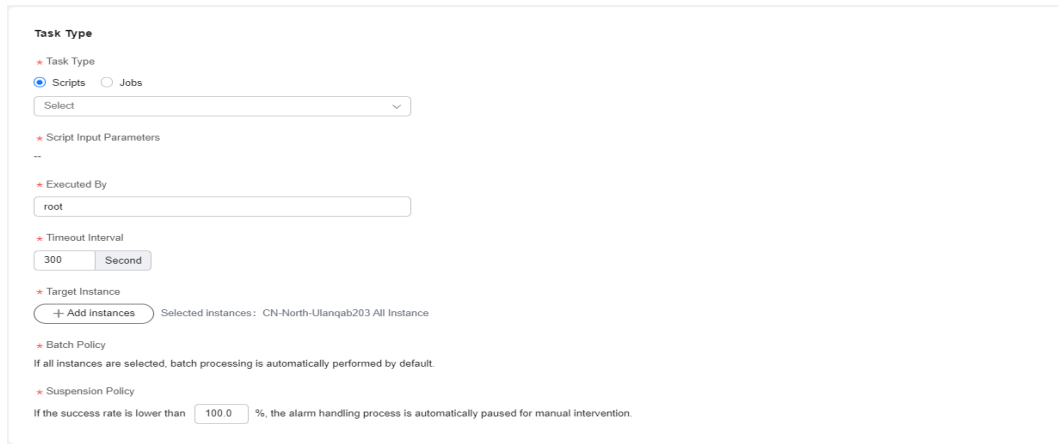 Task Type
* Task Type
Scripts Jobs
Select
* Script Input Parameters
--
* Executed By
root
* Timeout Interval
300 Second
* Target Instance
+ Add instances Selected instances: CN-North-Ulanqab203 All Instance
* Batch Policy
If all instances are selected, batch processing is automatically performed by default.
* Suspension Policy
If the success rate is lower than 100.0 %, the alarm handling process is automatically paused for manual intervention.